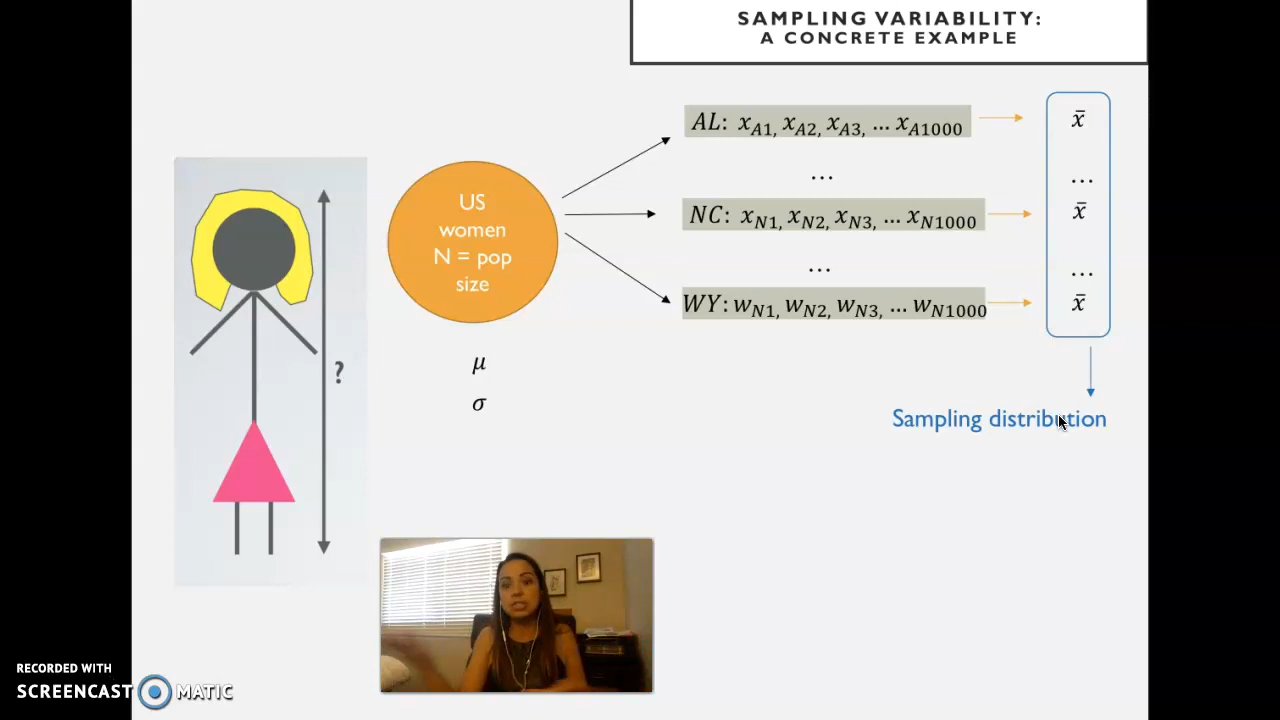 SAMPLING VARIABILITY:
A CONCRETE EXAMPLE
AL: x_A1, x_A2, x_A3, … x_A1000
x̄
…
…
US
women
N = pop
size
NC: x_N1, x_N2, x_N3, … x_N1000
x̄
…
…
WY: w_N1, w_N2, w_N3, … w_N1000
x̄
?
μ
σ
Sampling distribution
RECORDED WITH
SCREENCAST MATIC